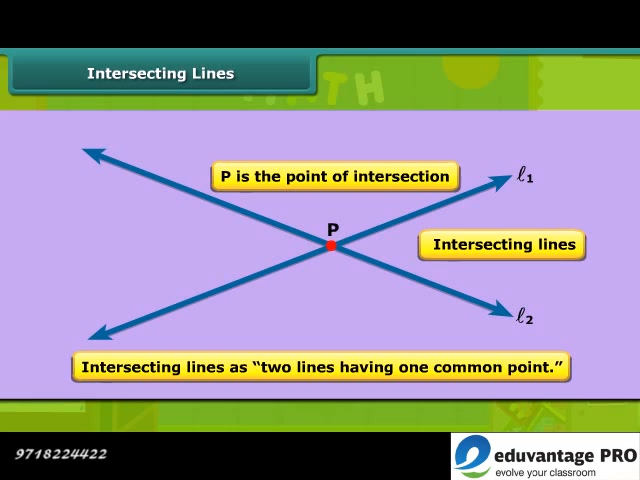 Intersecting Lines
MATH
P is the point of intersection
ℓ1
P
Intersecting lines
ℓ2
Intersecting lines as “two lines having one common point.”
9718224422
eduvantage PRO
evolve your classroom